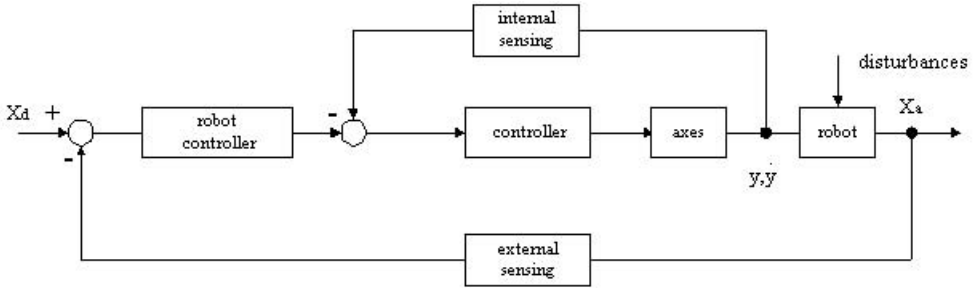 internal
sensing
disturbances
Xd +
-
robot
controller
-
controller
axes
robot
Xa
y,ẏ
external
sensing